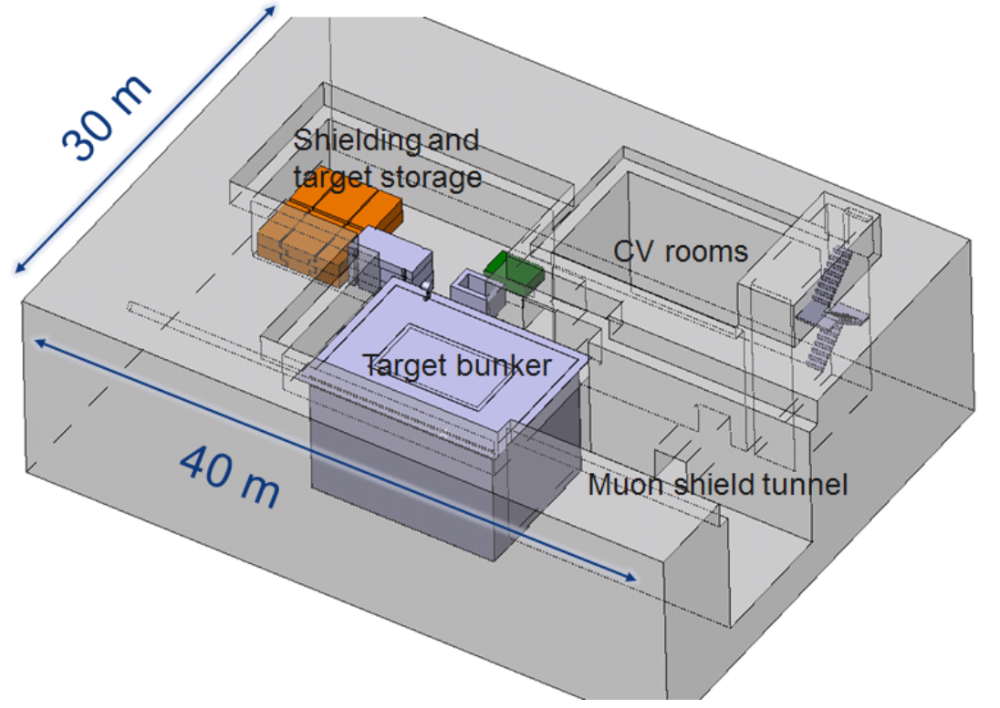 30 m
Shielding and
target storage
CV rooms
Target bunker
40 m
Muon shield tunnel